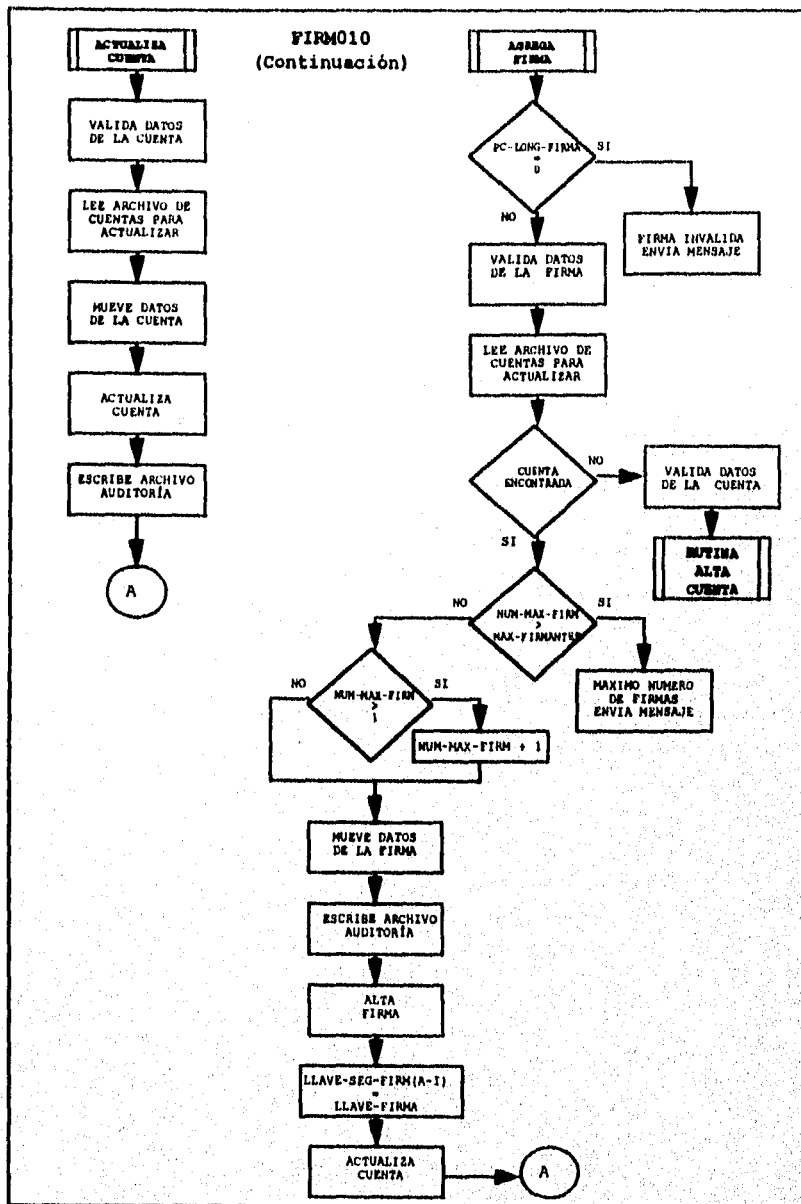 FIRM010
(Continuación)
ACTUALIZA
CUENTA
VALIDA DATOS
DE LA CUENTA
LEE ARCHIVO DE
CUENTAS PARA
ACTUALIZAR
MUEVE DATOS
DE LA CUENTA
ACTUALIZA
CUENTA
ESCRIBE ARCHIVO
AUDITORÍA
A
AGREGA
FIRMA
PC-LONG-FIRMA
=
0
SI
NO
FIRMA INVALIDA
ENVIA MENSAJE
VALIDA DATOS
DE LA FIRMA
LEE ARCHIVO DE
CUENTAS PARA
ACTUALIZAR
CUENTA
ENCONTRADA
NO
SI
VALIDA DATOS
DE LA CUENTA
RUTINA
ALTA
CUENTA
NUM-MAX-FIRM
>
MAX-FIRMANTES
NO
SI
MAXIMO NUMERO
DE FIRMAS
ENVIA MENSAJE
NUM-MAX-FIRM
>
1
NO
SI
NUM-MAX-FIRM + 1
MUEVE DATOS
DE LA FIRMA
ESCRIBE ARCHIVO
AUDITORÍA
ALTA
FIRMA
LLAVE-SEG-FIRM(A-I)
=
LLAVE-FIRMA
ACTUALIZA
CUENTA
A